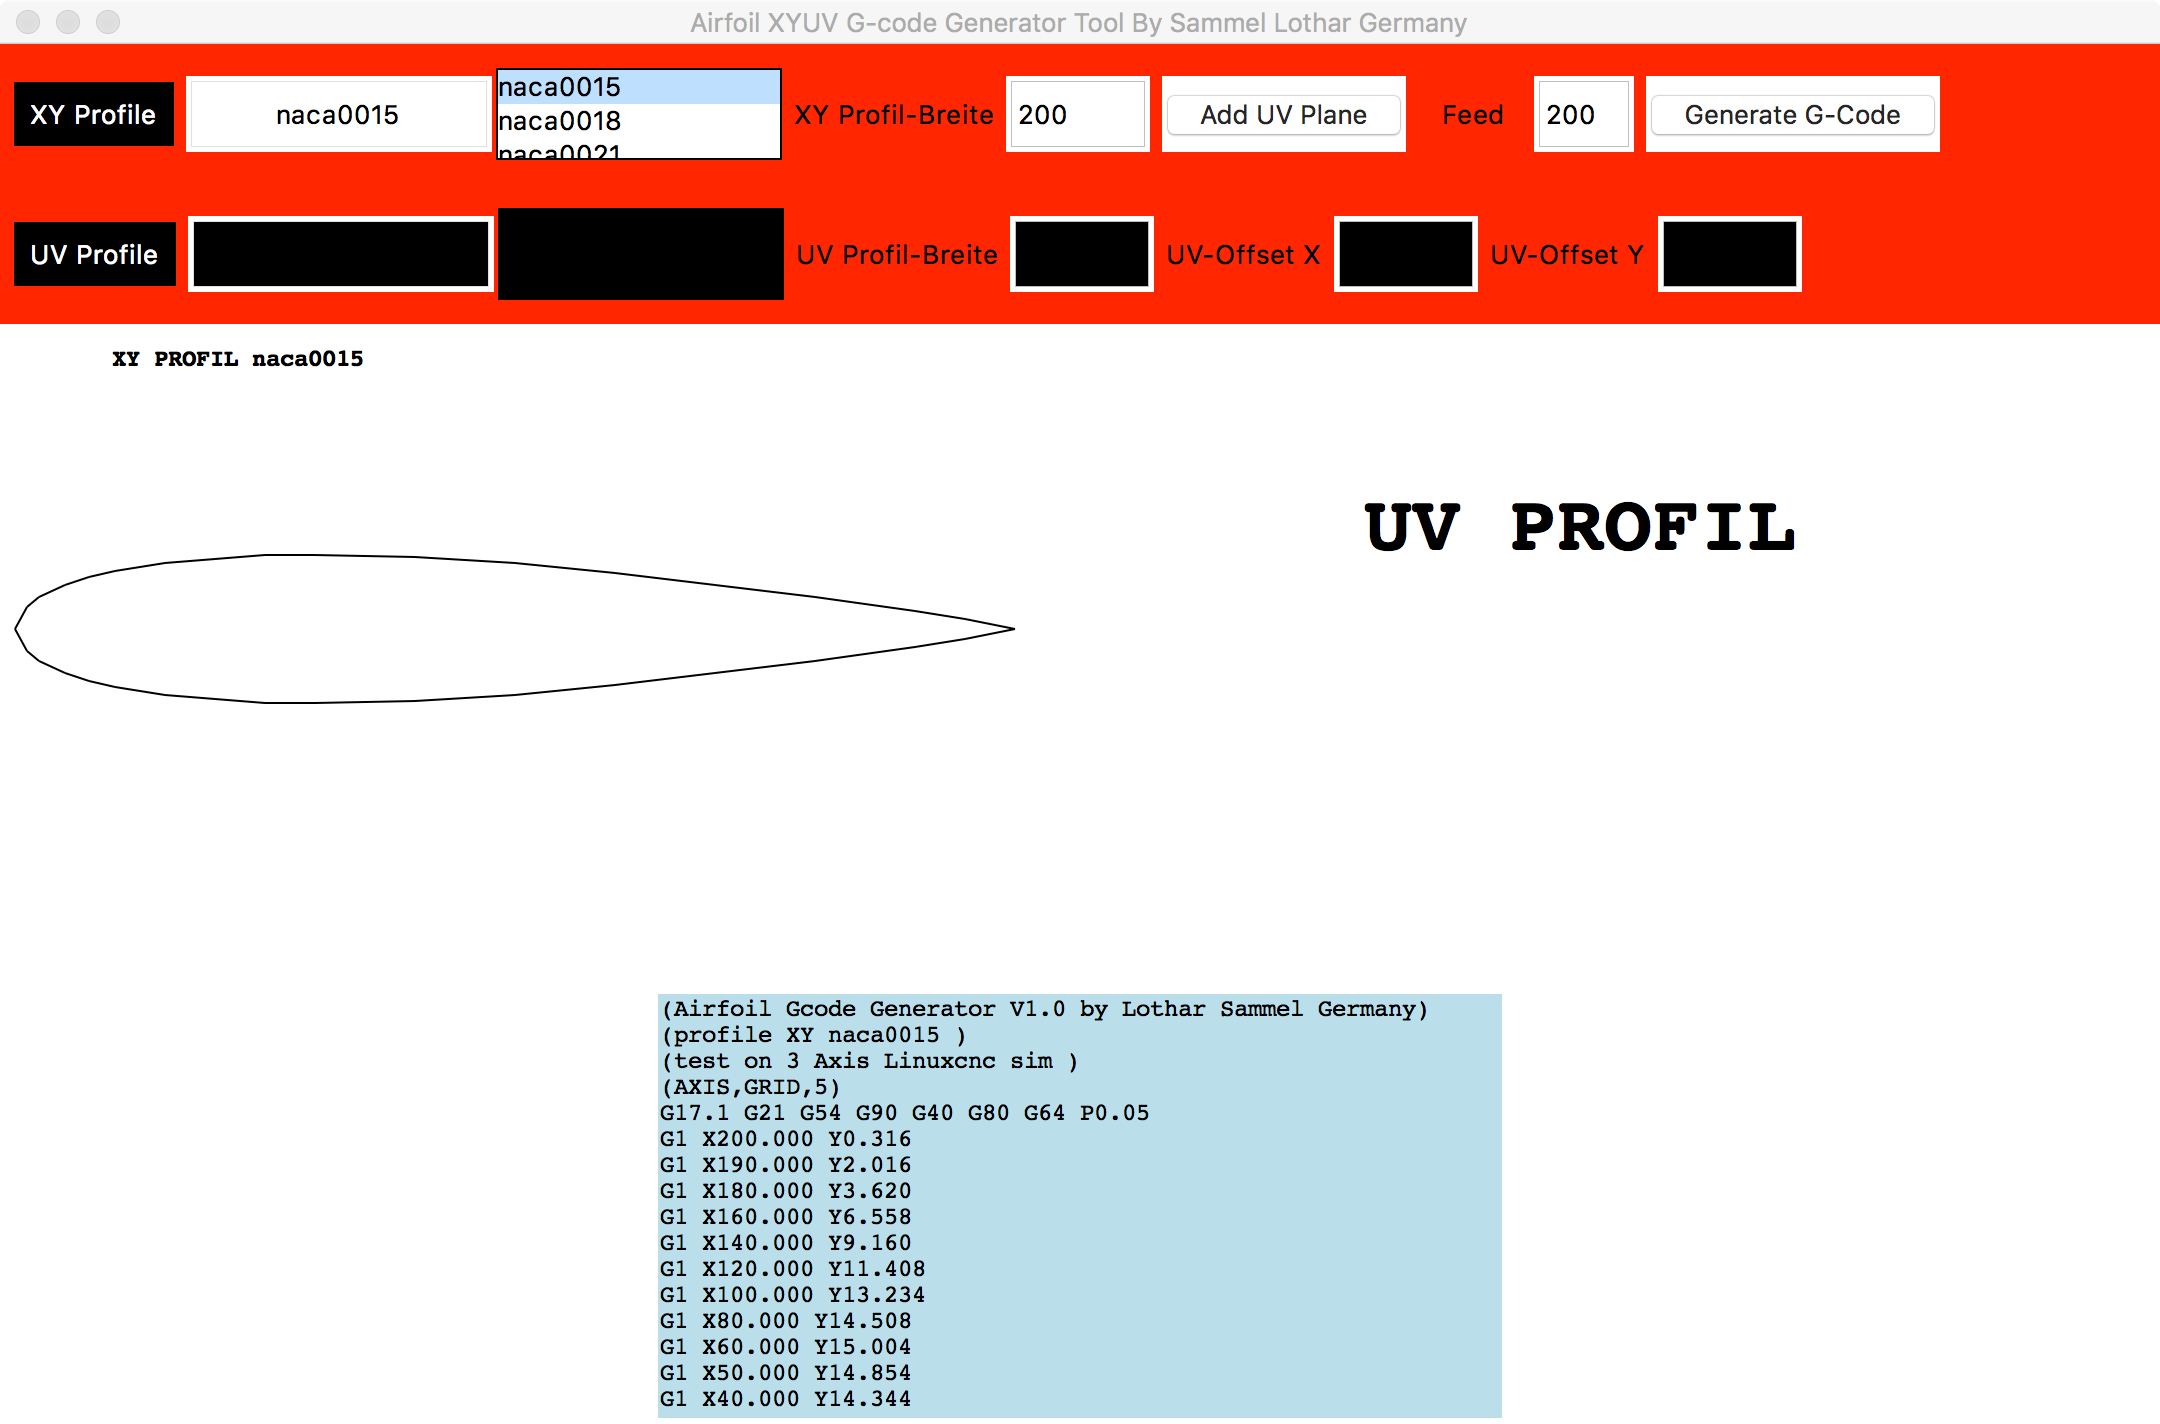 Airfoil XYUV G-code Generator Tool By Sammel Lothar Germany
XY Profile naca0015 naca0015 XY Profil-Breite 200 Add UV Plane Feed 200 Generate G-Code
naca0018
naca0021
UV Profile UV Profil-Breite UV-Offset X UV-Offset Y
XY PROFIL naca0015
UV PROFIL
(Airfoil Gcode Generator V1.0 by Lothar Sammel Germany)
(profile XY naca0015 )
(test on 3 Axis Linuxcnc sim )
(AXIS,GRID,5)
G17.1 G21 G54 G90 G40 G80 G64 P0.05
G1 X200.000 Y0.316
G1 X190.000 Y2.016
G1 X180.000 Y3.620
G1 X160.000 Y6.558
G1 X140.000 Y9.160
G1 X120.000 Y11.408
G1 X100.000 Y13.234
G1 X80.000 Y14.508
G1 X60.000 Y15.004
G1 X50.000 Y14.854
G1 X40.000 Y14.344